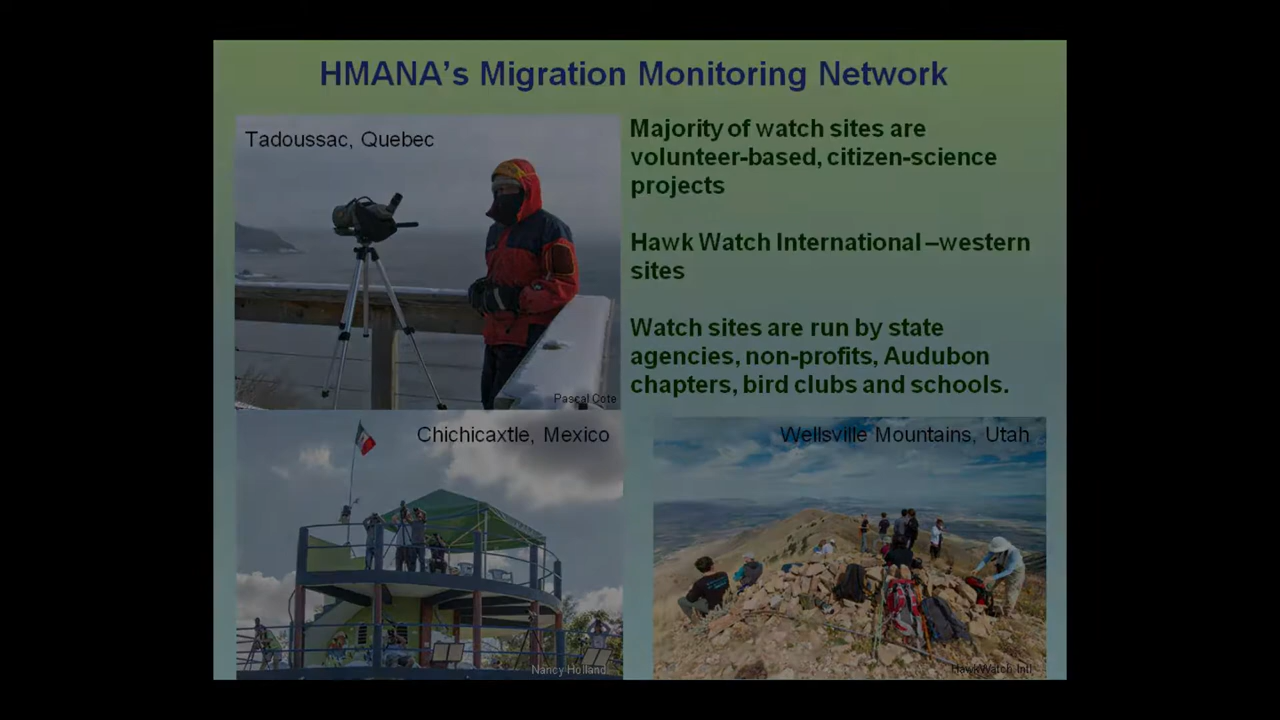 HMANA's Migration Monitoring Network
Tadoussac, Quebec
Pascal Cote
Majority of watch sites are
volunteer-based, citizen-science
projects
Hawk Watch International –western
sites
Watch sites are run by state
agencies, non-profits, Audubon
chapters, bird clubs and schools.
Chichicaxtle, Mexico
Nancy Holland
Wellsville Mountains, Utah
HawkWatch Intl